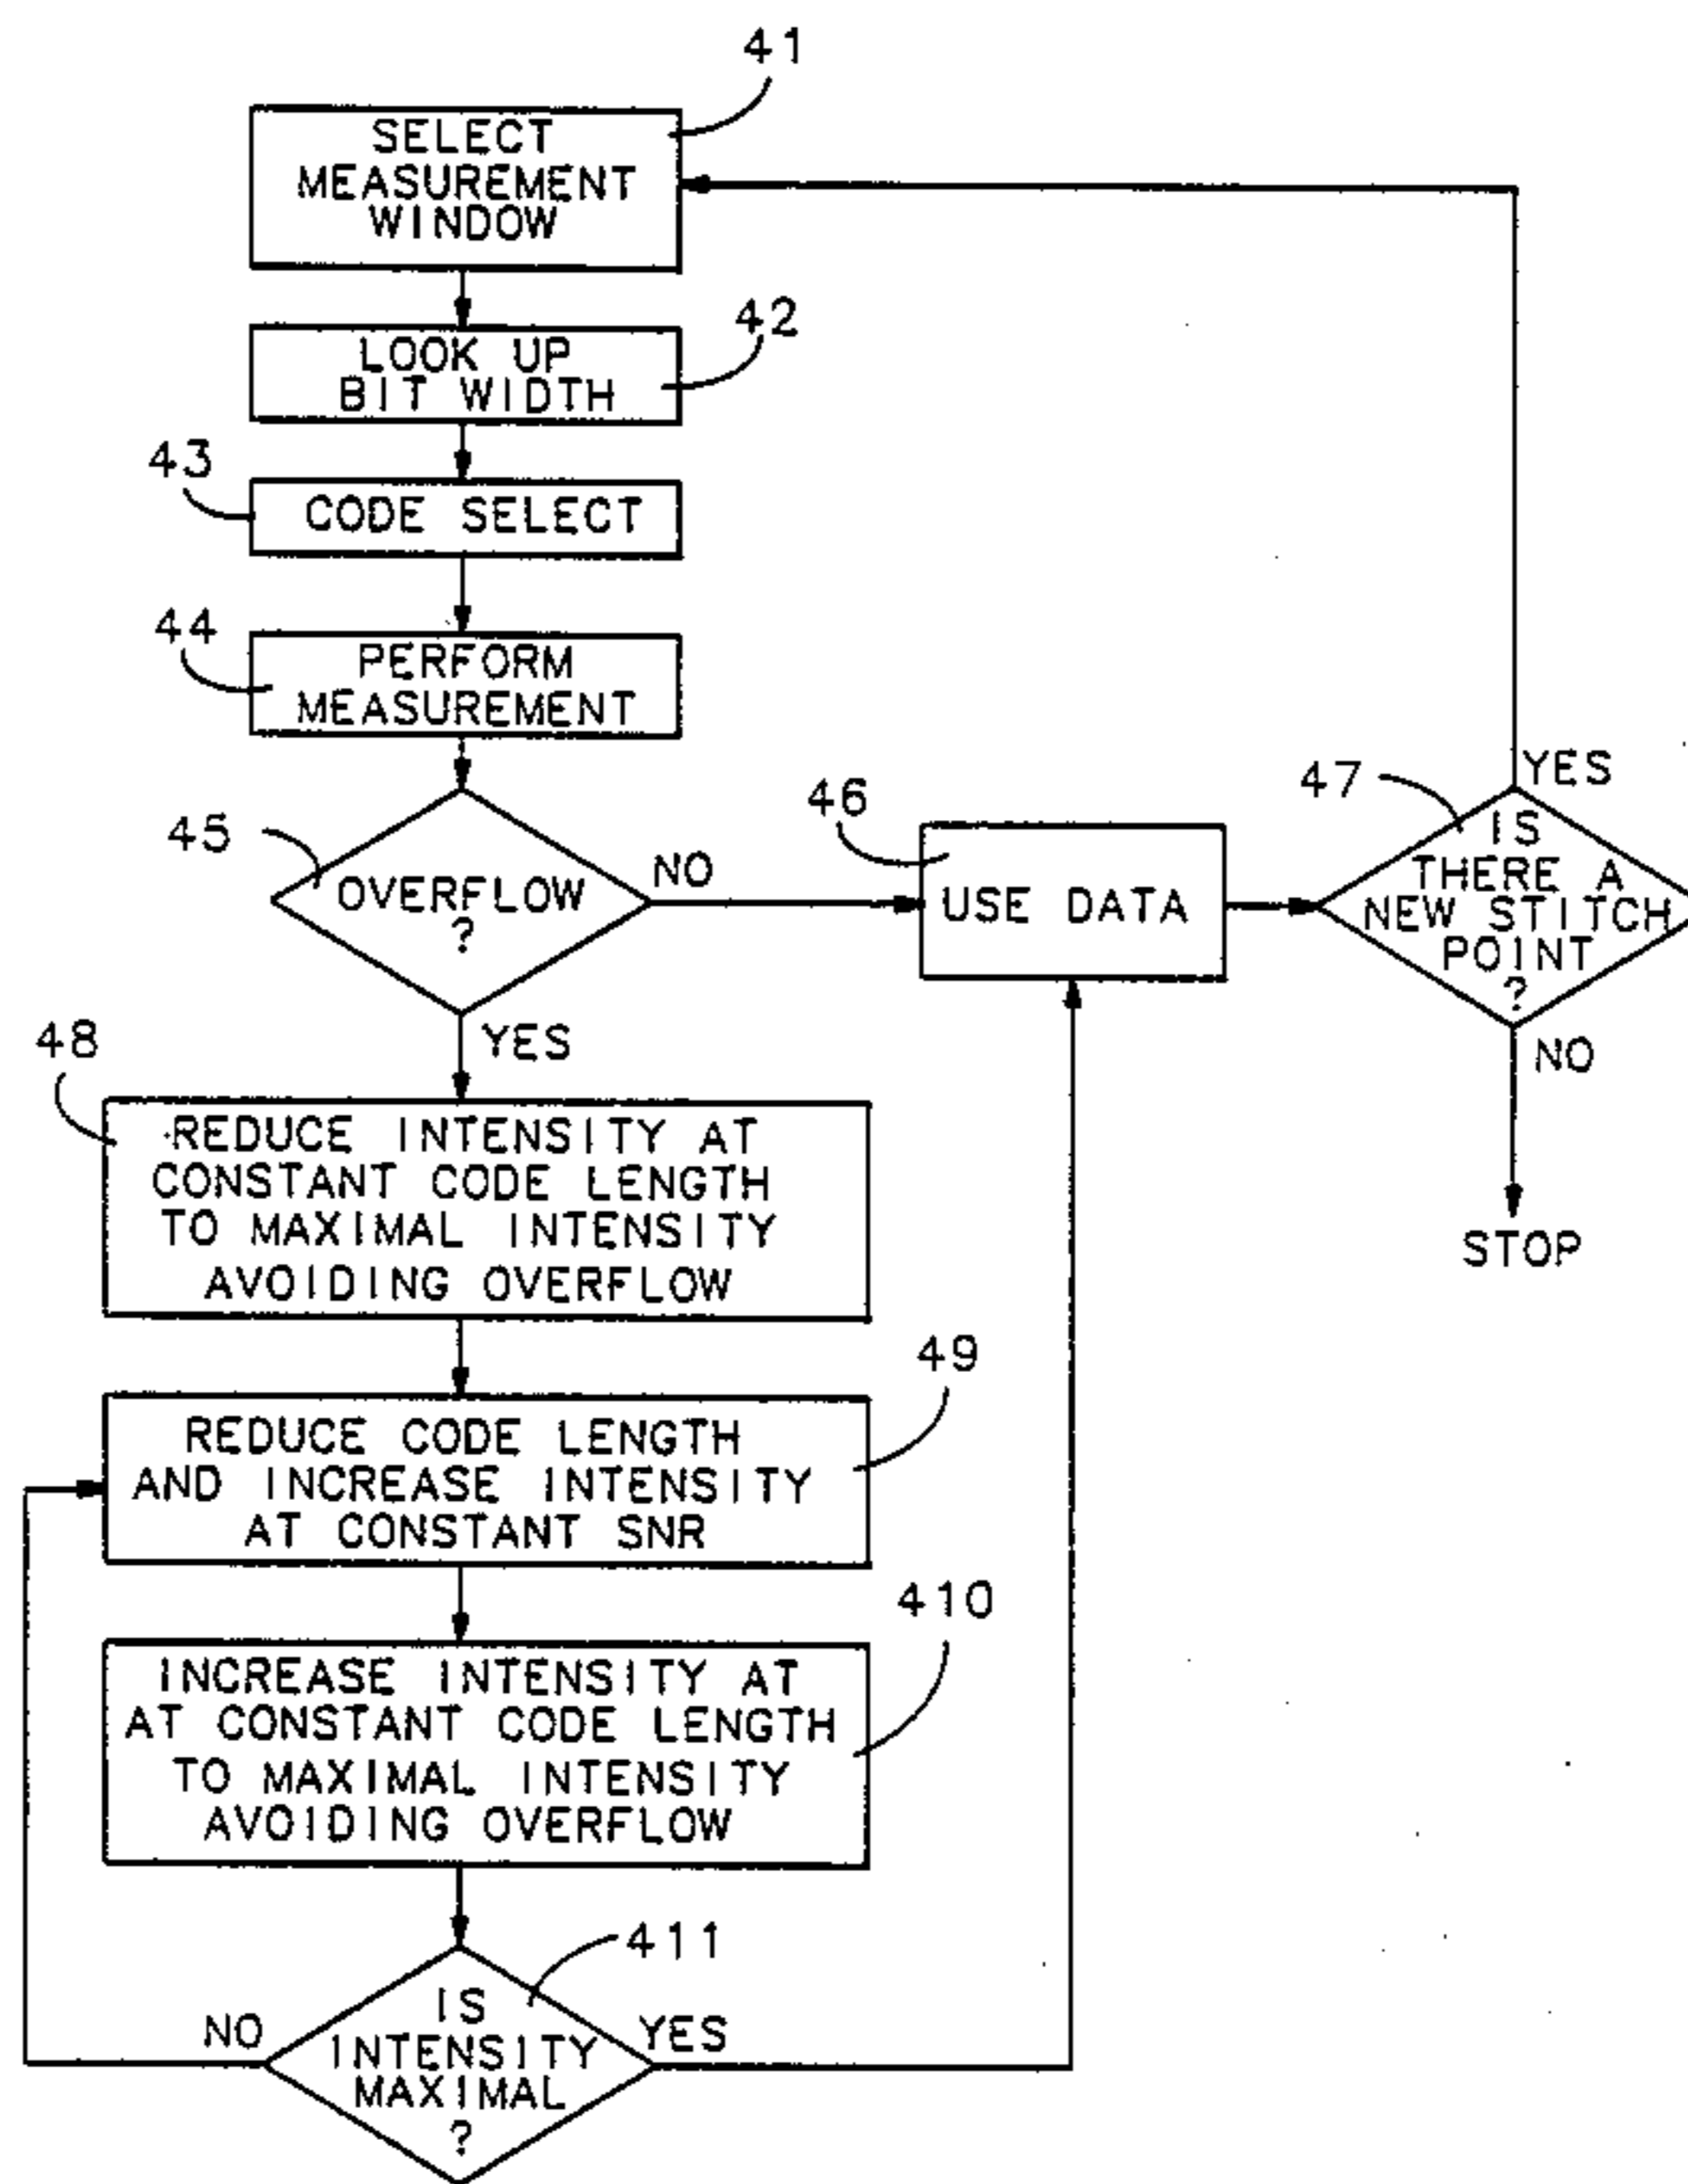 41
SELECT
MEASUREMENT
WINDOW
42
LOOK UP
BIT WIDTH
43
CODE SELECT
44
PERFORM
MEASUREMENT
45
OVERFLOW
?
NO
46
USE DATA
47
YES
IS
THERE A
NEW STITCH
POINT
?
NO
STOP
YES
48
REDUCE INTENSITY AT
CONSTANT CODE LENGTH
TO MAXIMAL INTENSITY
AVOIDING OVERFLOW
49
REDUCE CODE LENGTH
AND INCREASE INTENSITY
AT CONSTANT SNR
410
INCREASE INTENSITY AT
AT CONSTANT CODE LENGTH
TO MAXIMAL INTENSITY
AVOIDING OVERFLOW
411
NO
IS
INTENSITY
MAXIMAL
?
YES